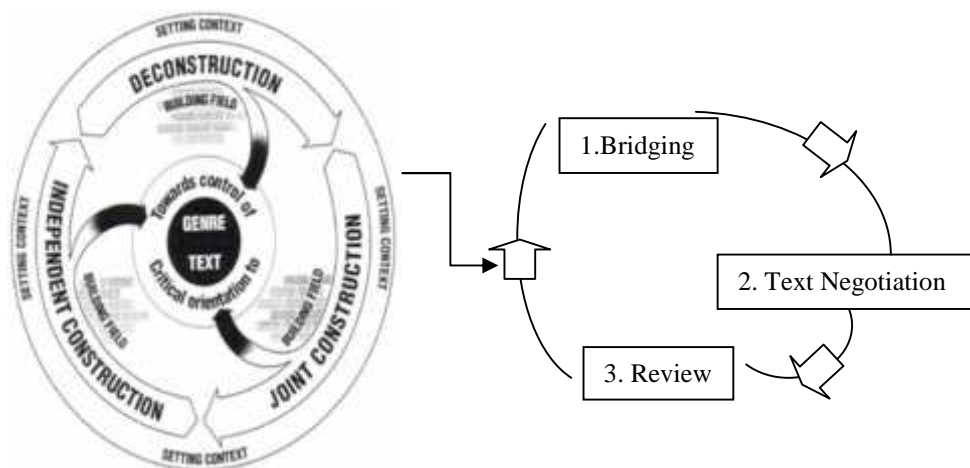 SETTING CONTEXT
DECONSTRUCTION
BUILDING FIELD
Towards control of
GENRE
TEXT
Critical orientation to
INDEPENDENT CONSTRUCTION
BUILDING FIELD
SETTING CONTEXT
JOINT CONSTRUCTION
BUILDING FIELD
SETTING CONTEXT
SETTING CONTEXT
1.Bridging
2. Text Negotiation
3. Review